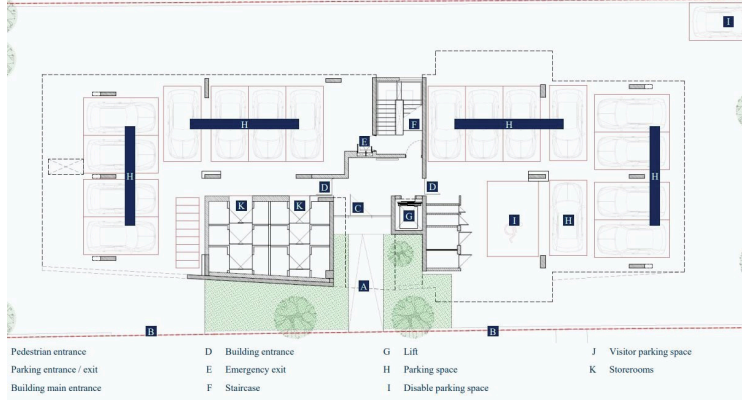 I
H
H
F
E
H
H
D
D
K
K
C
G
I
H
A
B
B
Pedestrian entrance
D Building entrance
G Lift
J Visitor parking space
Parking entrance / exit
E Emergency exit
H Parking space
K Storerooms
Building main entrance
F Staircase
I Disable parking space